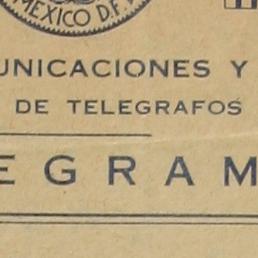 MEXICO D.F.
UNICACIONES Y
DE TELEGRAFOS
EGRAM